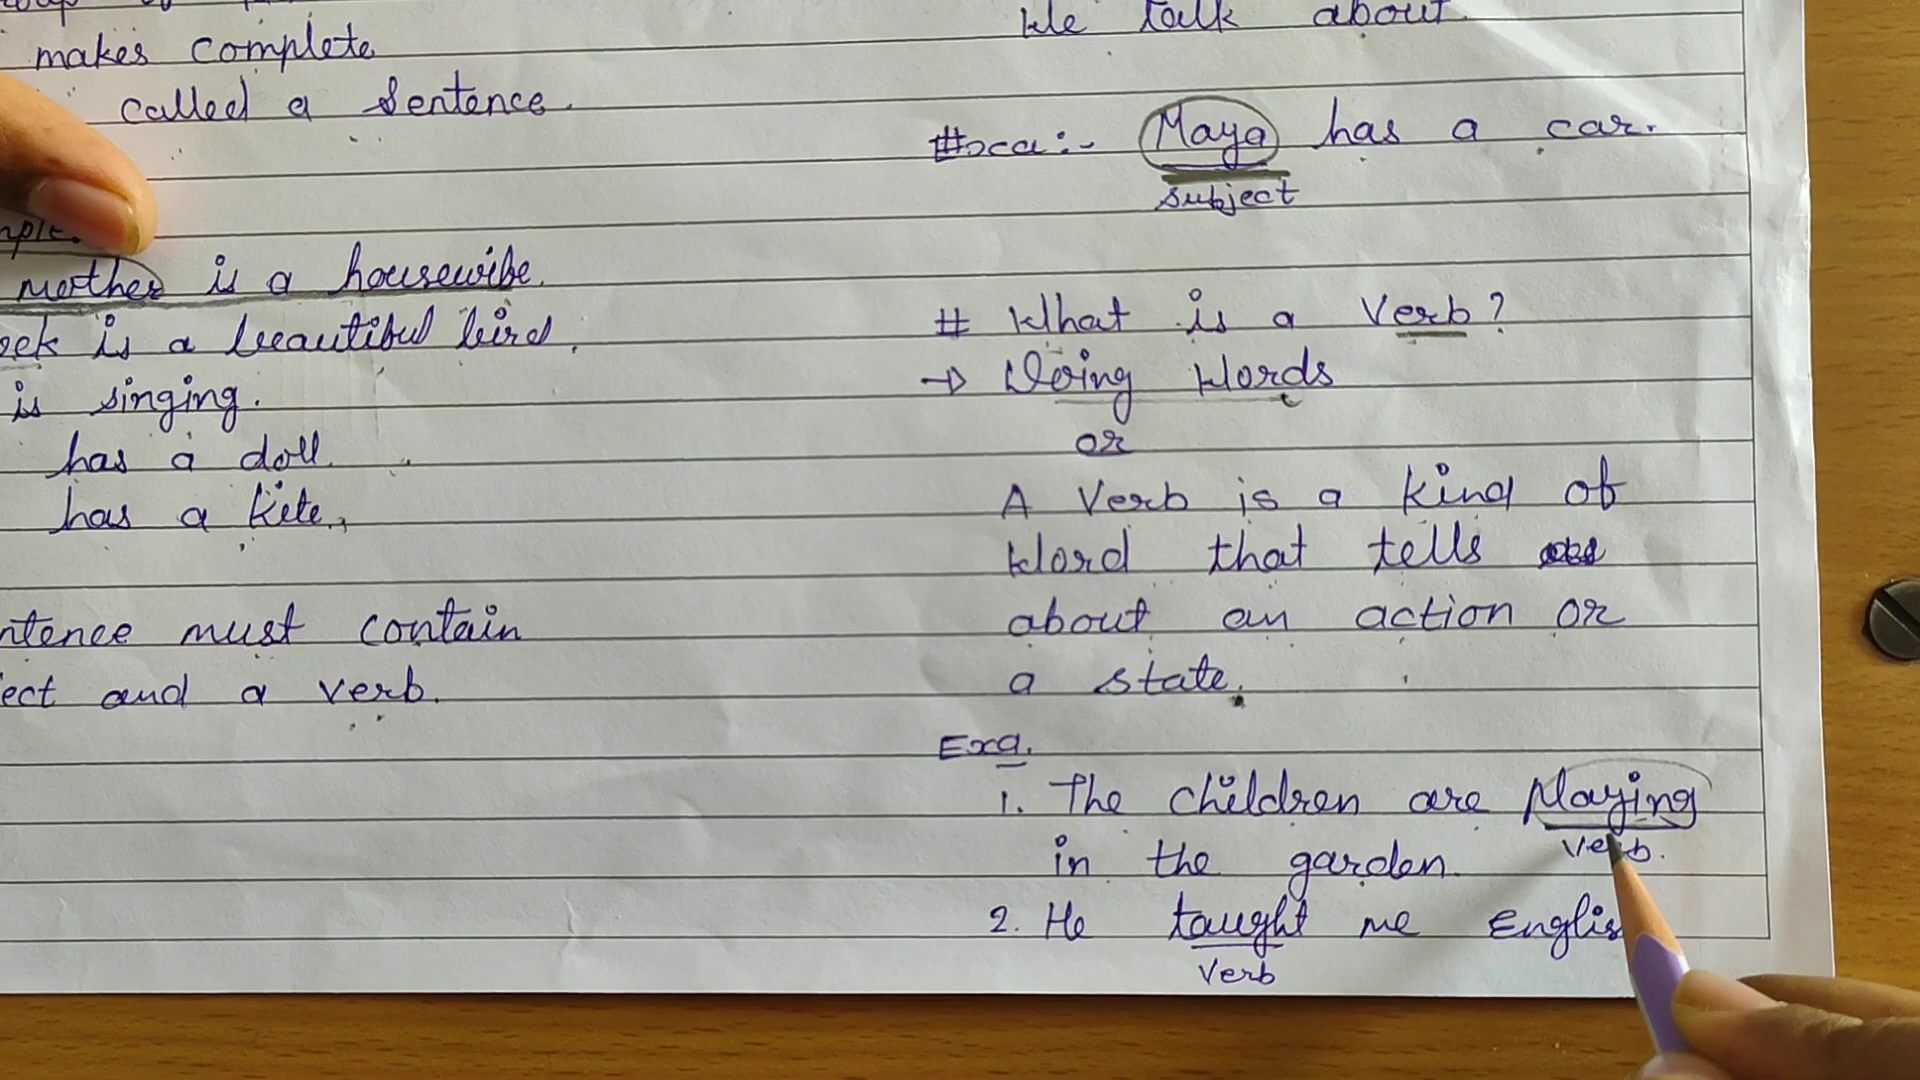 makes complete
called a sentence.
mother is a housewife.
is a beautiful bird.
is singing.
has a doll.
has a kite.
must contain
and a verb.
We talk about
#Exa:- Maya has a car.
subject
# What is a Verb?
→ Doing Words
or
A Verb is a kind of
Word that tells
about an action or
a state.
Exa.
1. The children are playing
verb.
in the garden.
2. He taught me
Verb